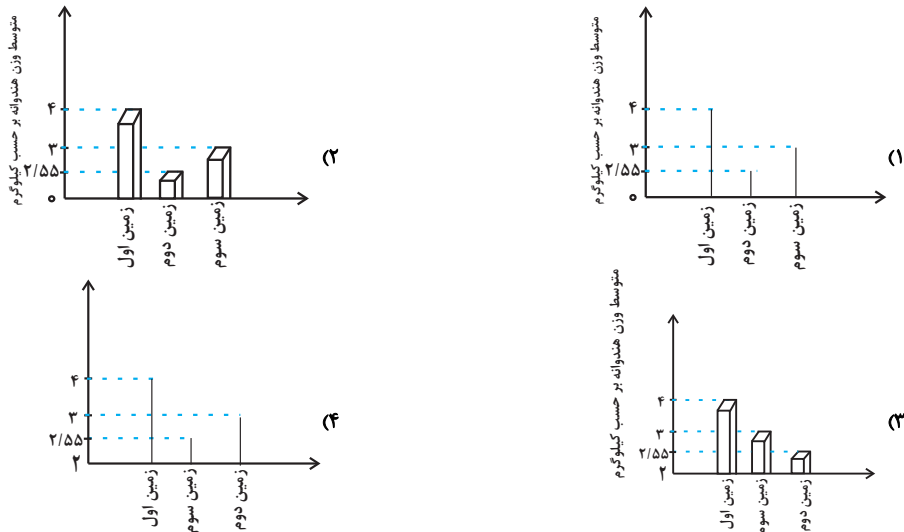 ۱)
متوسط وزن هندوانه بر حسب کیلوگرم
۴
۳
۲/۵۵
۰
زمین اول
زمین دوم
زمین سوم
۲)
متوسط وزن هندوانه بر حسب کیلوگرم
۴
۳
۲/۵۵
۰
زمین اول
زمین دوم
زمین سوم
۳)
متوسط وزن هندوانه بر حسب کیلوگرم
۴
۳
۲/۵۵
۲
زمین اول
زمین سوم
زمین دوم
۴)
۴
۳
۲/۵۵
۲
زمین اول
زمین سوم
زمین دوم